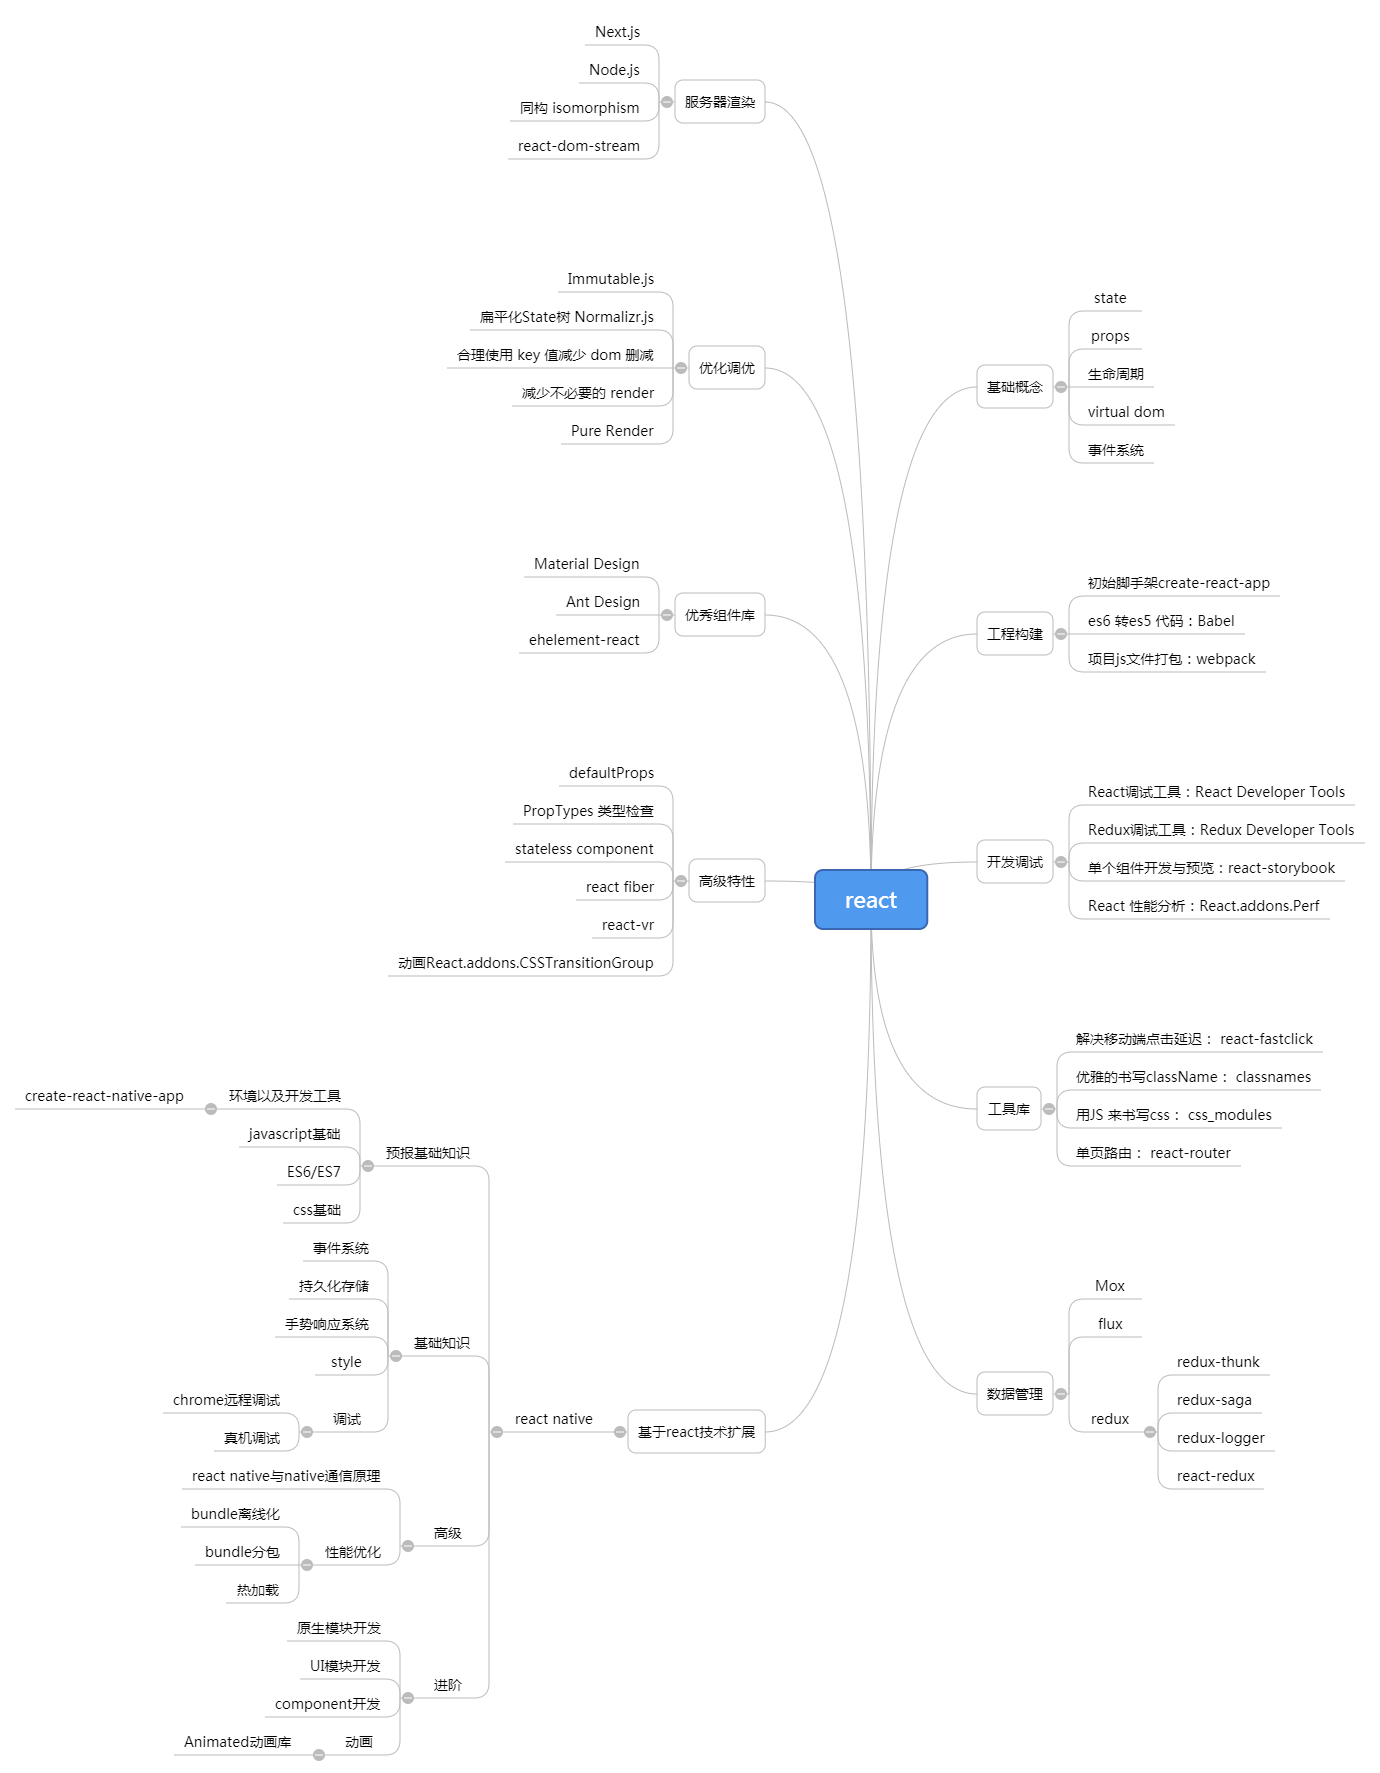 react
服务器渲染
Next.js
Node.js
同构 isomorphism
react-dom-stream
优化调优
Immutable.js
扁平化State树 Normalizr.js
合理使用 key 值减少 dom 删减
减少不必要的 render
Pure Render
优秀组件库
Material Design
Ant Design
ehelement-react
高级特性
defaultProps
PropTypes 类型检查
stateless component
react fiber
react-vr
动画React.addons.CSSTransitionGroup
基于react技术扩展
react native
预报基础知识
环境以及开发工具
create-react-native-app
javascript基础
ES6/ES7
css基础
基础知识
事件系统
持久化存储
手势响应系统
style
调试
chrome远程调试
真机调试
高级
react native与native通信原理
性能优化
bundle离线化
bundle分包
热加载
进阶
原生模块开发
UI模块开发
component开发
动画
Animated动画库
基础概念
state
props
生命周期
virtual dom
事件系统
工程构建
初始脚手架create-react-app
es6 转es5 代码：Babel
项目js文件打包：webpack
开发调试
React调试工具：React Developer Tools
Redux调试工具：Redux Developer Tools
单个组件开发与预览：react-storybook
React 性能分析：React.addons.Perf
工具库
解决移动端点击延迟： react-fastclick
优雅的书写className： classnames
用JS 来书写css： css_modules
单页路由： react-router
数据管理
Mox
flux
redux
redux-thunk
redux-saga
redux-logger
react-redux